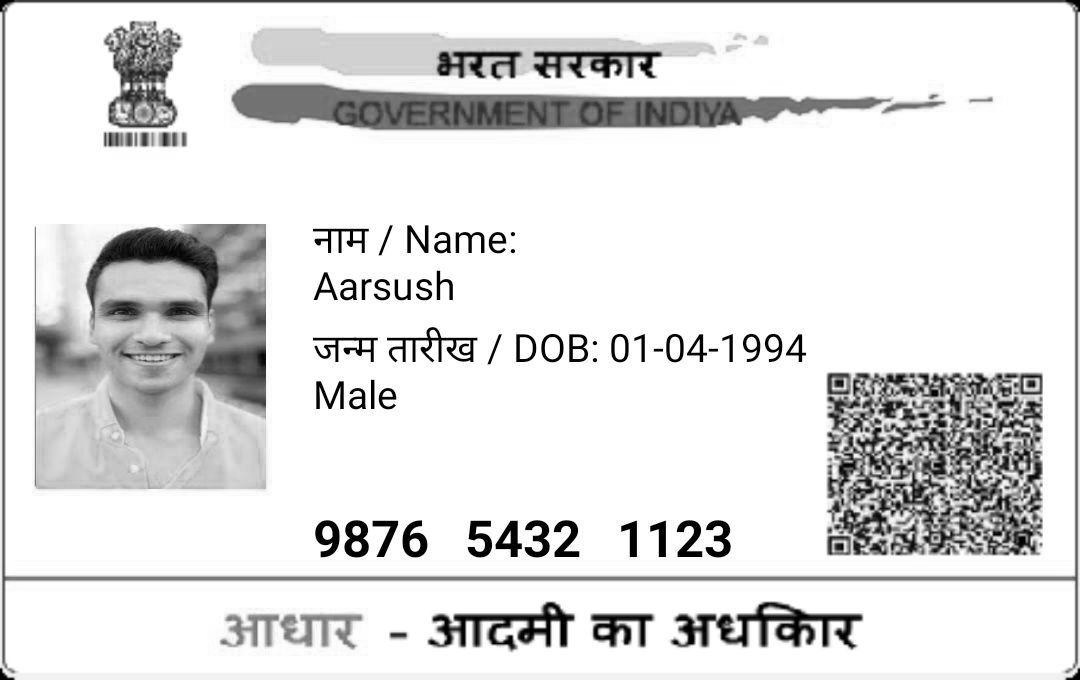 भरत सरकार
GOVERNMENT OF INDIYA
नाम / Name:
Aarsush
जन्म तारीख / DOB: 01-04-1994
Male
9876 5432 1123
आधार - आदमी का अधिकार